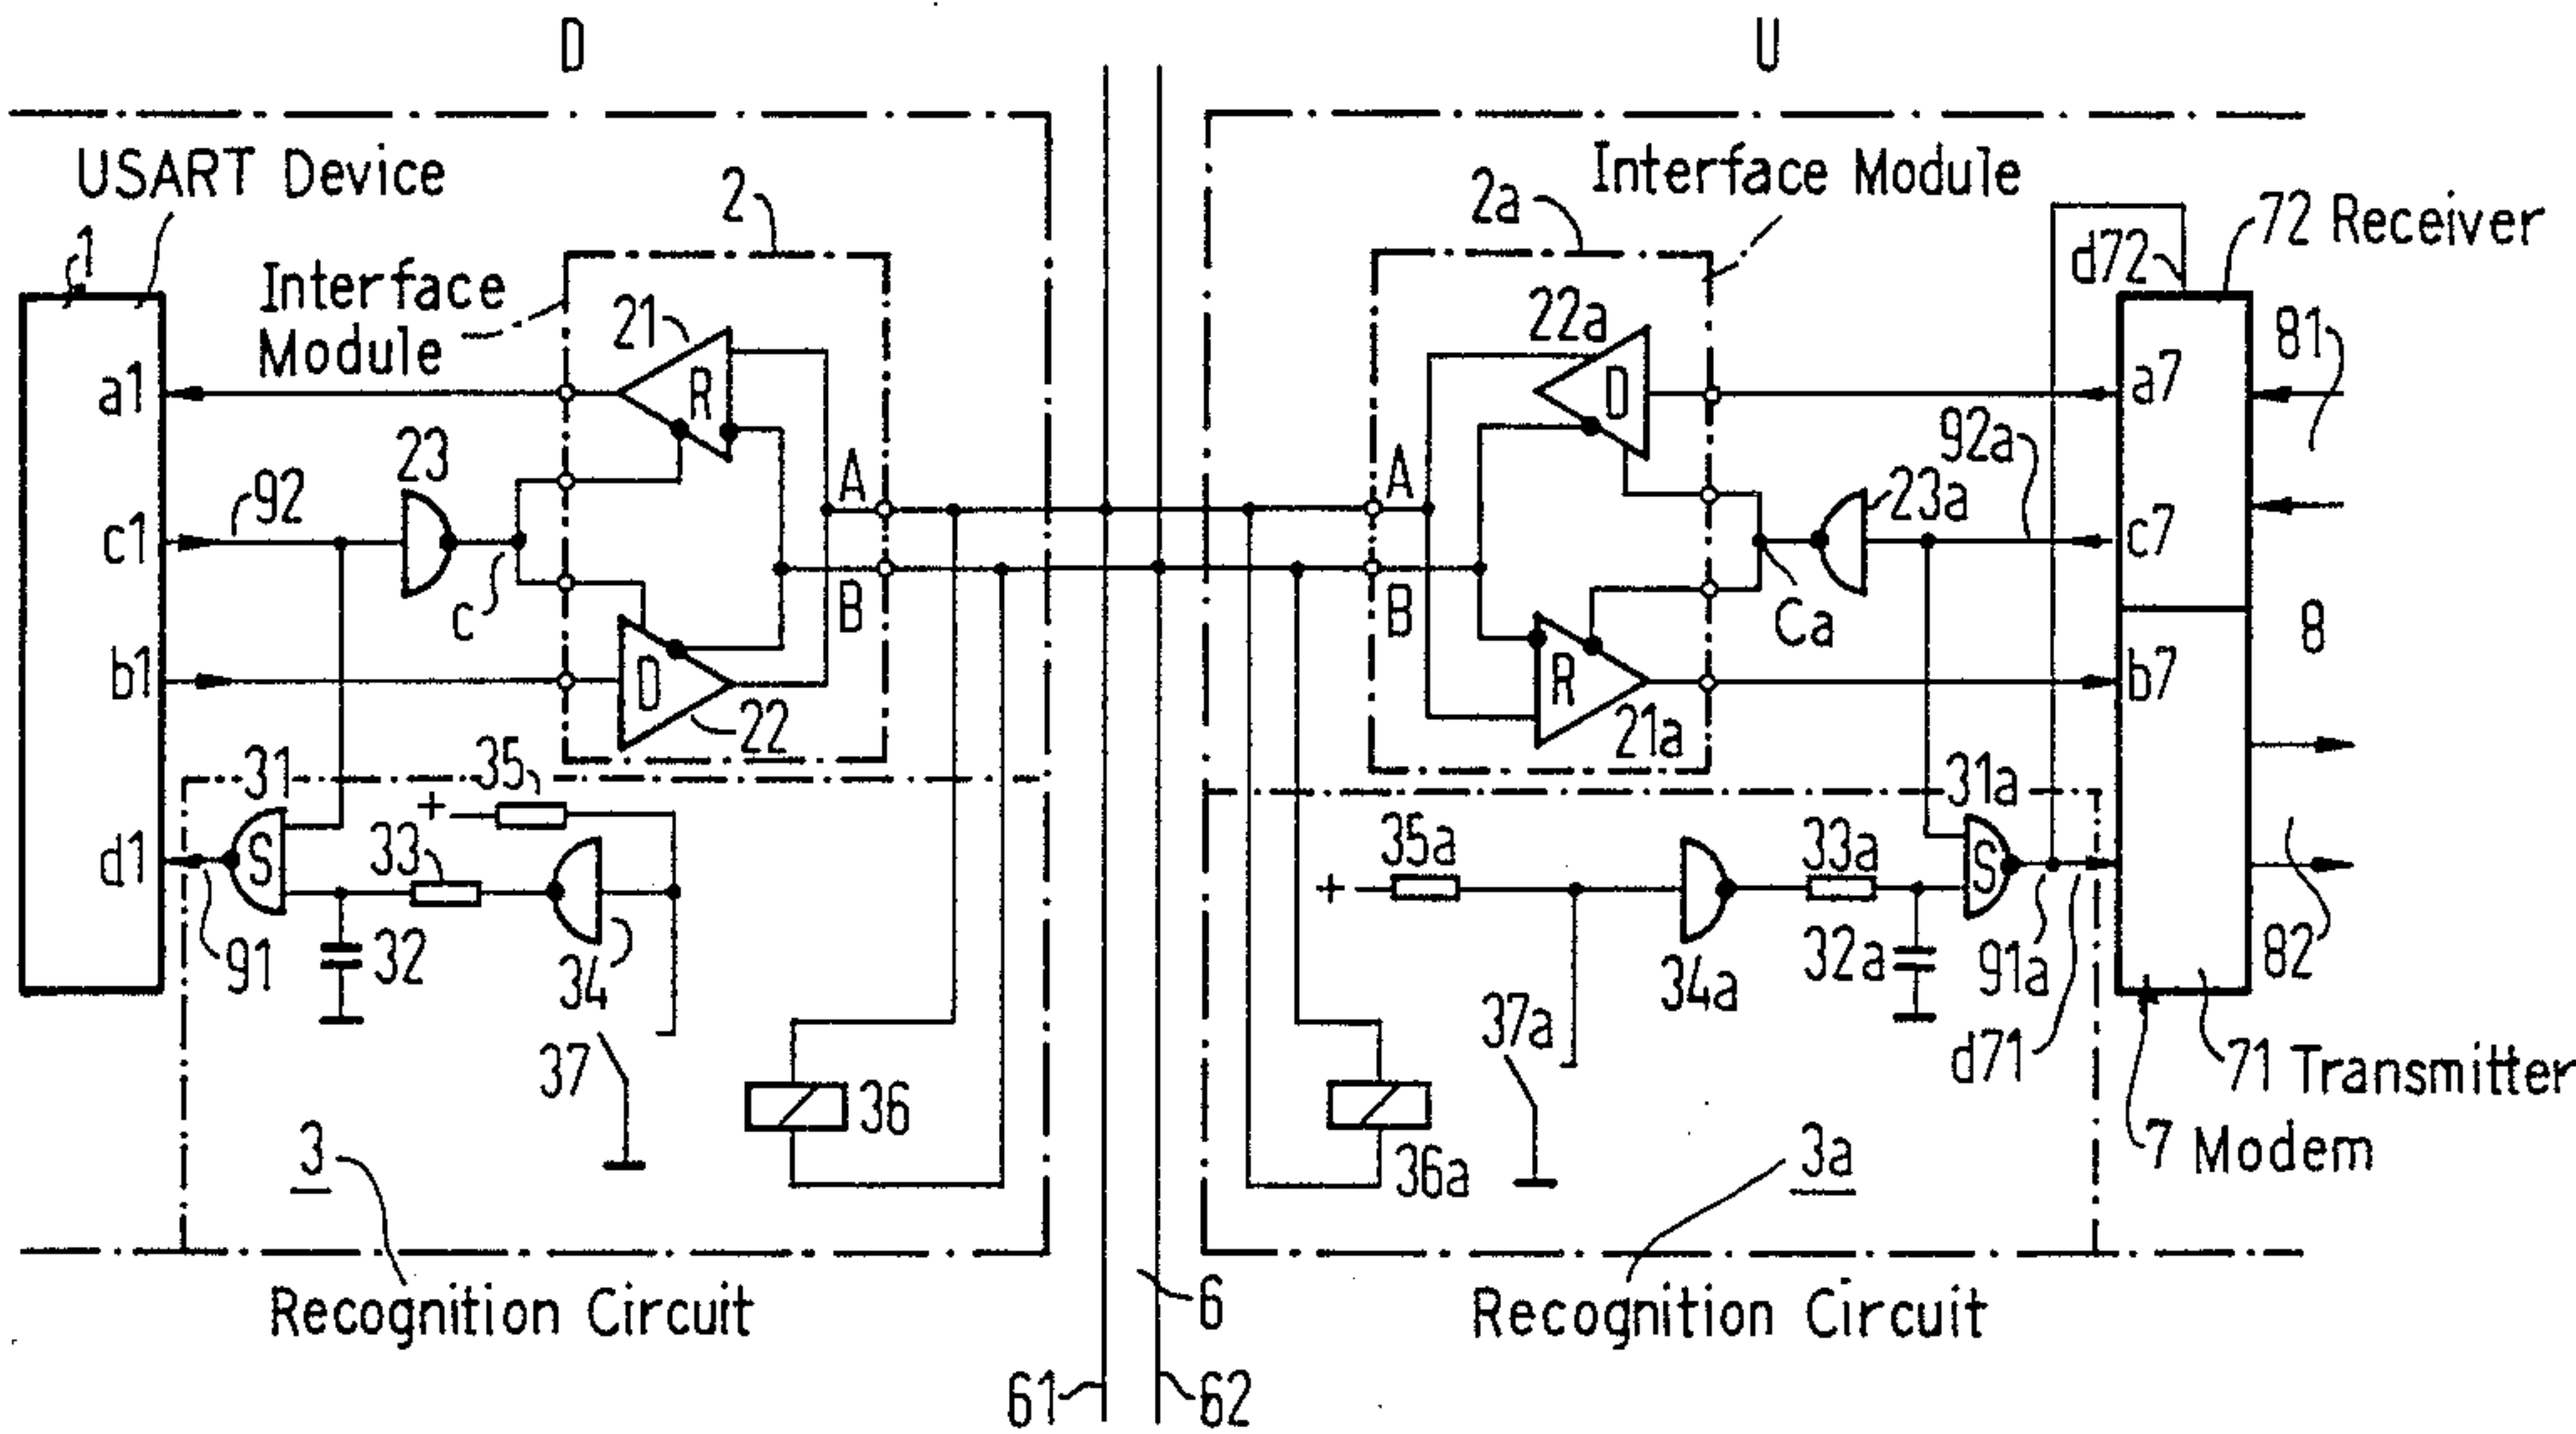 D
U
USART Device
1
Interface
Module
2
21
R
a1
23
92
c1
c
A
B
b1
D
22
31
S
d1
91
35
+
33
32
34
37
36
3
Recognition Circuit
6
61
62
Interface Module
2a
22a
D
72 Receiver
d72
a7
81
92a
23a
c7
Ca
A
B
R
21a
b7
8
31a
S
35a
+
33a
32a
34a
37a
36a
91a
d71
82
71 Transmitter
7 Modem
3a
Recognition Circuit